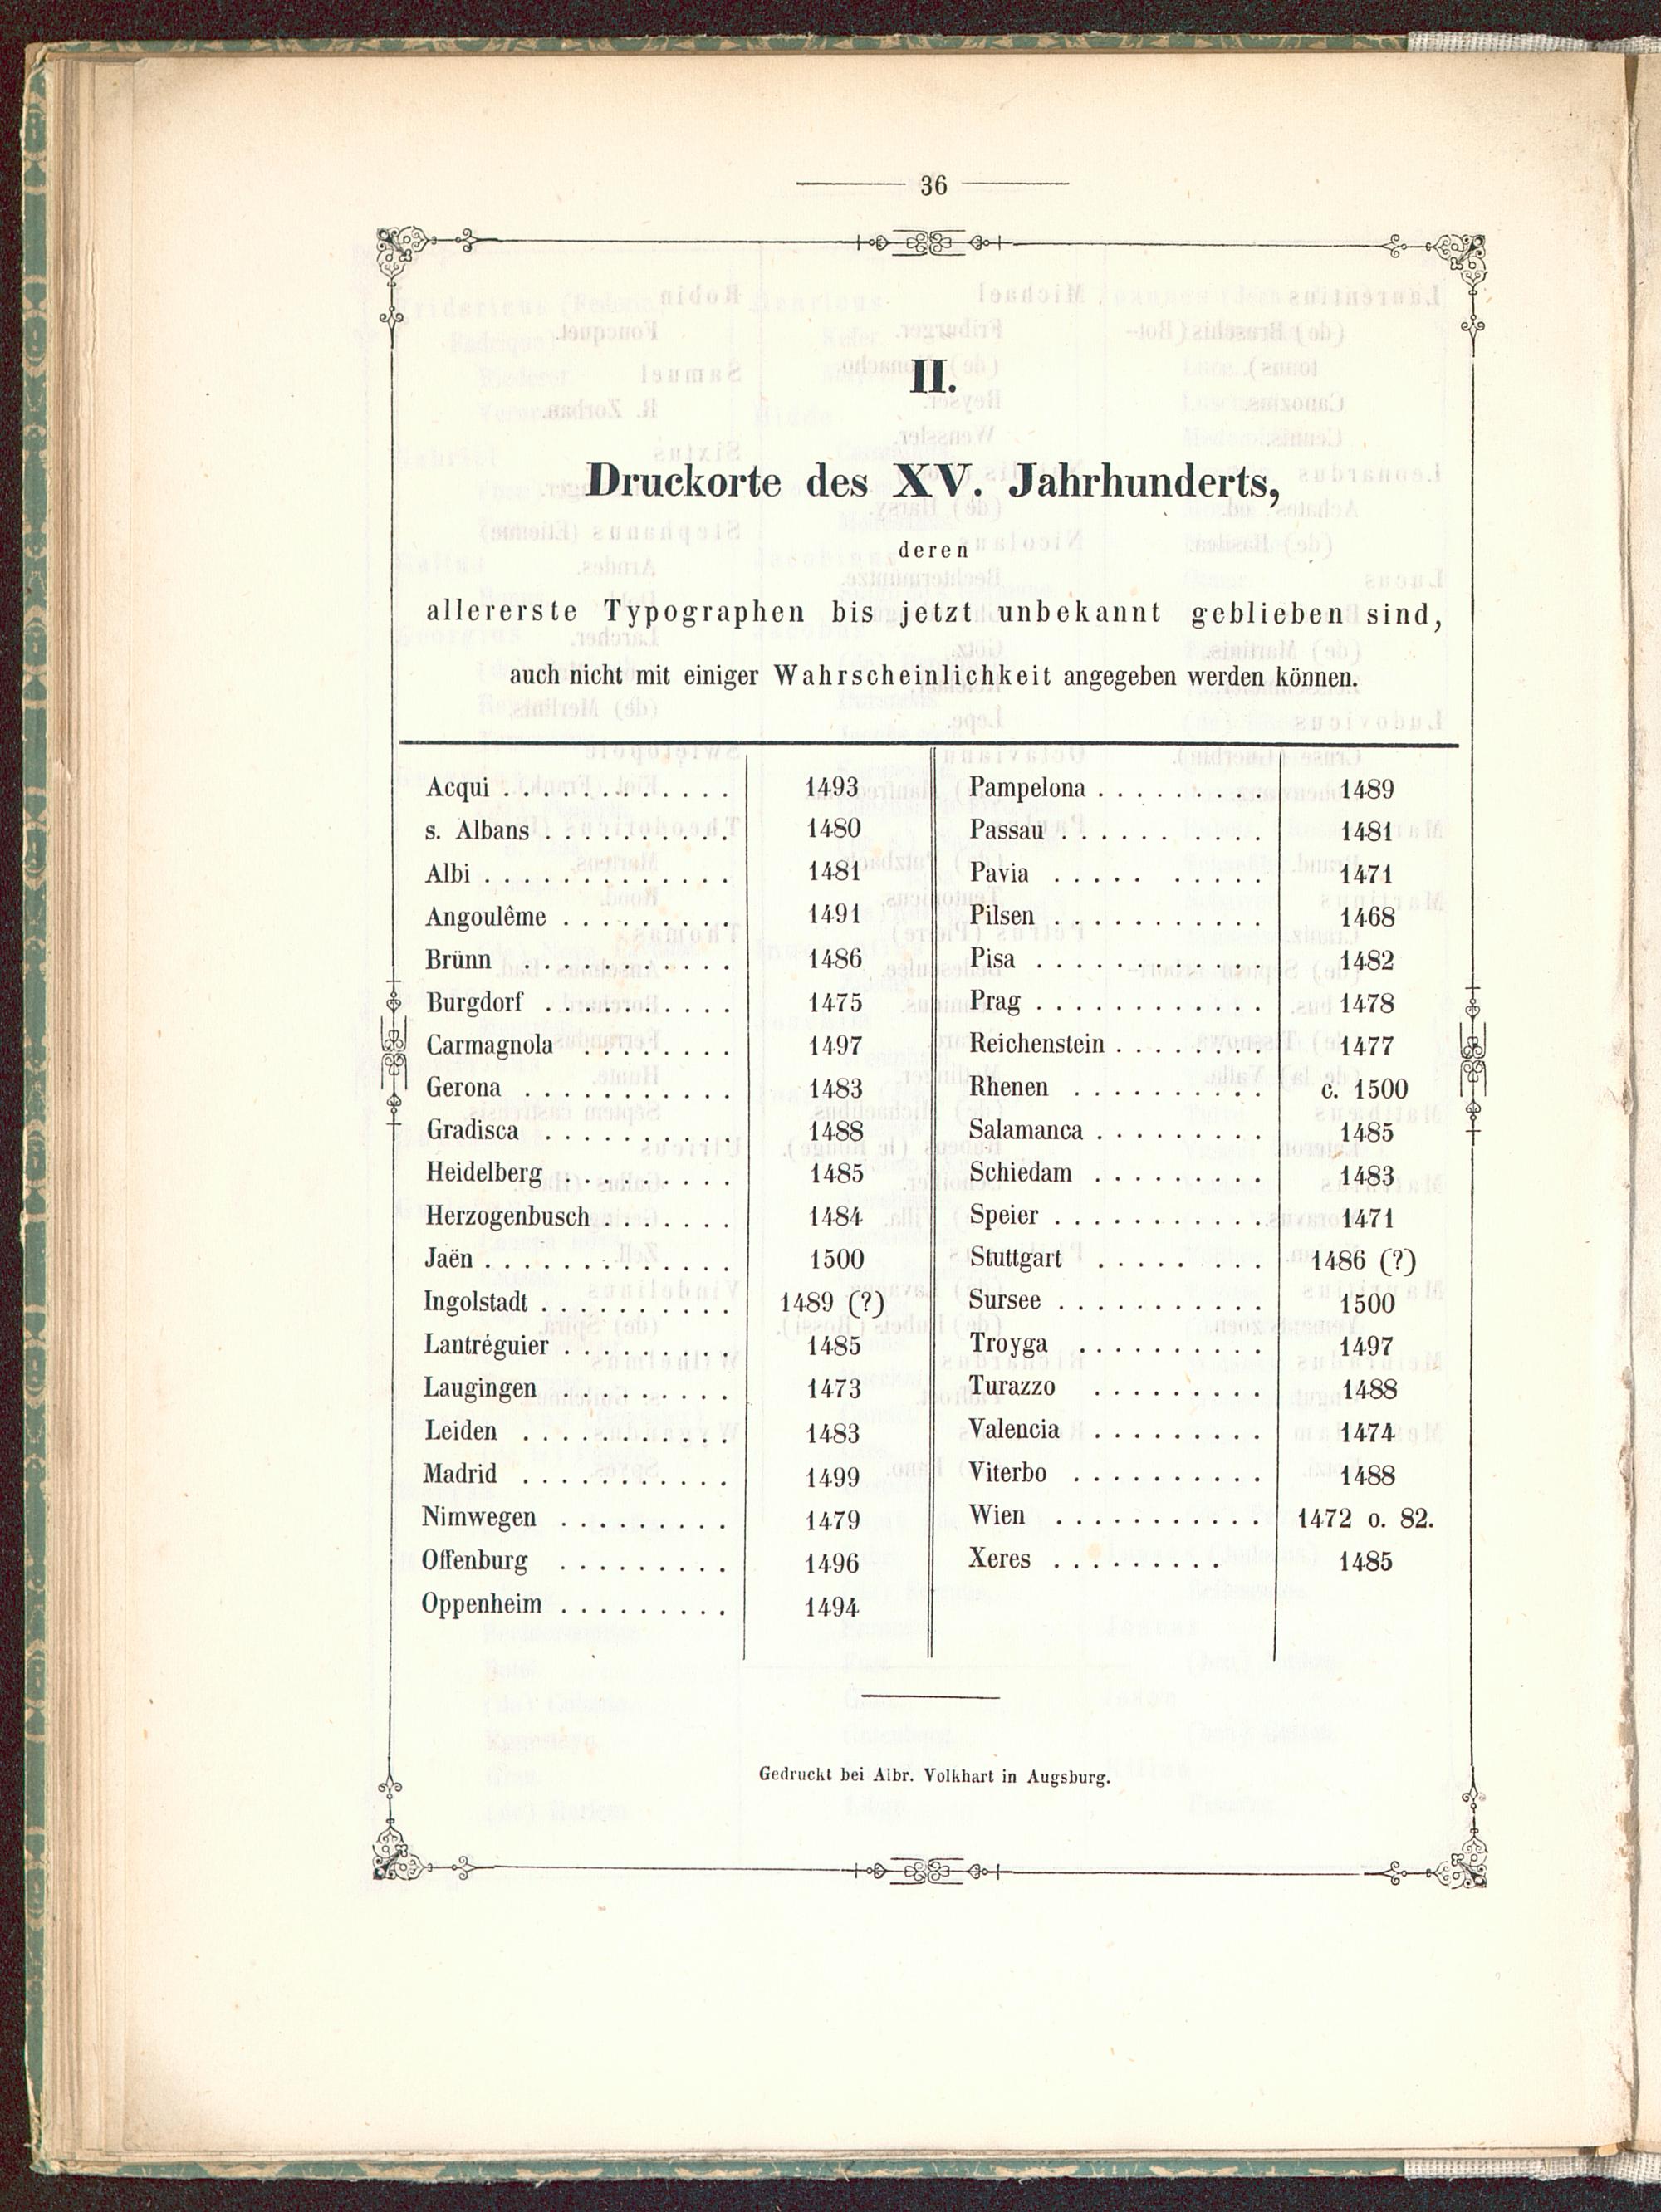 36
II.
Druckorte des XV. Jahrhunderts,
deren
allererste Typographen bis jetzt unbekannt geblieben sind,
auch nicht mit einiger Wahrscheinlichkeit angegeben werden können.
Acqui . . . . . . . . . . . . 1493
s. Albans . . . . . . . . . . 1480
Albi . . . . . . . . . . . . . 1481
Angoulême . . . . . . . . . 1491
Brünn . . . . . . . . . . . . 1486
Burgdorf . . . . . . . . . . 1475
Carmagnola . . . . . . . . 1497
Gerona . . . . . . . . . . . 1483
Gradisca . . . . . . . . . . 1488
Heidelberg . . . . . . . . . 1485
Herzogenbusch . . . . . . . 1484
Jaën . . . . . . . . . . . . . 1500
Ingolstadt . . . . . . . . . . 1489 (?)
Lantréguier . . . . . . . . . 1485
Laugingen . . . . . . . . . 1473
Leiden . . . . . . . . . . . 1483
Madrid . . . . . . . . . . . 1499
Nimwegen . . . . . . . . . 1479
Offenburg . . . . . . . . . 1496
Oppenheim . . . . . . . . . 1494
Pampelona . . . . . . . . . 1489
Passau . . . . . . . . . . . 1481
Pavia . . . . . . . . . . 1471
Pilsen . . . . . . . . . . . 1468
Pisa . . . . . . . . . . . . 1482
Prag . . . . . . . . . . . . 1478
Reichenstein . . . . . . . . 1477
Rhenen . . . . . . . . . . c. 1500
Salamanca . . . . . . . . . 1485
Schiedam . . . . . . . . . 1483
Speier . . . . . . . . . . . 1471
Stuttgart . . . . . . . . 1486 (?)
Sursee . . . . . . . . . . . 1500
Troyga . . . . . . . . . . 1497
Turazzo . . . . . . . . . 1488
Valencia . . . . . . . . . 1474
Viterbo . . . . . . . . . . 1488
Wien . . . . . . . . . . . 1472 o. 82.
Xeres . . . . . . . . . 1485
Gedruckt bei Albr. Volkhart in Augsburg.